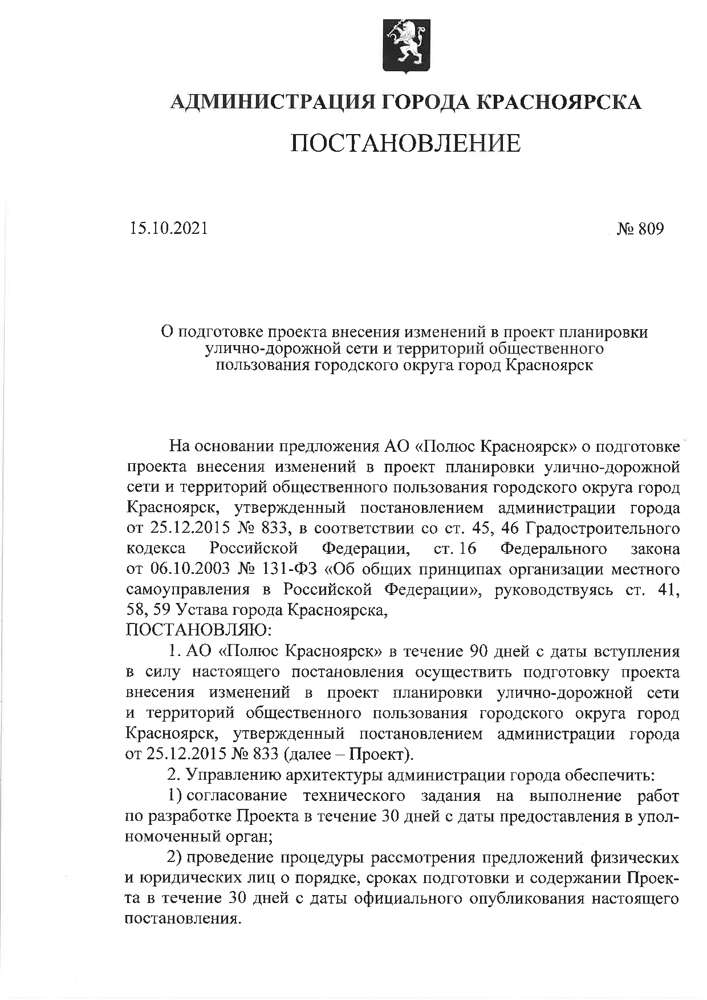 АДМИНИСТРАЦИЯ ГОРОДА КРАСНОЯРСКА
ПОСТАНОВЛЕНИЕ
15.10.2021 № 809
О подготовке проекта внесения изменений в проект планировки
улично-дорожной сети и территорий общественного
пользования городского округа город Красноярск
На основании предложения АО «Полюс Красноярск» о подготовке
проекта внесения изменений в проект планировки улично-дорожной
сети и территорий общественного пользования городского округа город
Красноярск, утвержденный постановлением администрации города
от 25.12.2015 № 833, в соответствии со ст. 45, 46 Градостроительного
кодекса Российской Федерации, ст. 16 Федерального закона
от 06.10.2003 № 131-ФЗ «Об общих принципах организации местного
самоуправления в Российской Федерации», руководствуясь ст. 41,
58, 59 Устава города Красноярска,
ПОСТАНОВЛЯЮ:
1. АО «Полюс Красноярск» в течение 90 дней с даты вступления
в силу настоящего постановления осуществить подготовку проекта
внесения изменений в проект планировки улично-дорожной сети
и территорий общественного пользования городского округа город
Красноярск, утвержденный постановлением администрации города
от 25.12.2015 № 833 (далее – Проект).
2. Управлению архитектуры администрации города обеспечить:
1) согласование технического задания на выполнение работ
по разработке Проекта в течение 30 дней с даты предоставления в упол-
номоченный орган;
2) проведение процедуры рассмотрения предложений физических
и юридических лиц о порядке, сроках подготовки и содержании Проек-
та в течение 30 дней с даты официального опубликования настоящего
постановления.